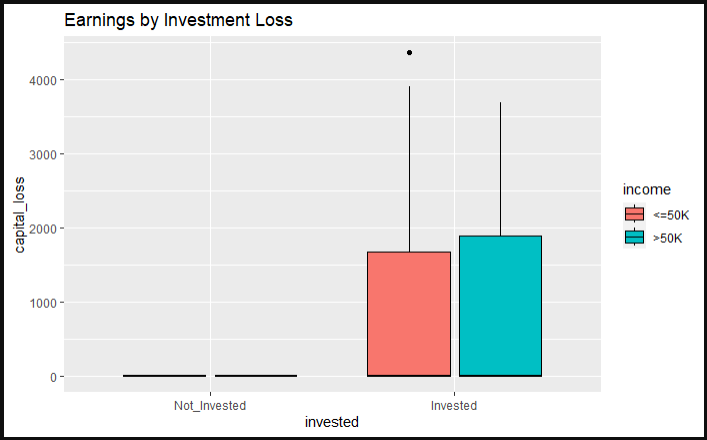 Earnings by Investment Loss
capital_loss
4000
3000
2000
1000
0
Not_Invested
Invested
invested
income
<=50K
>50K